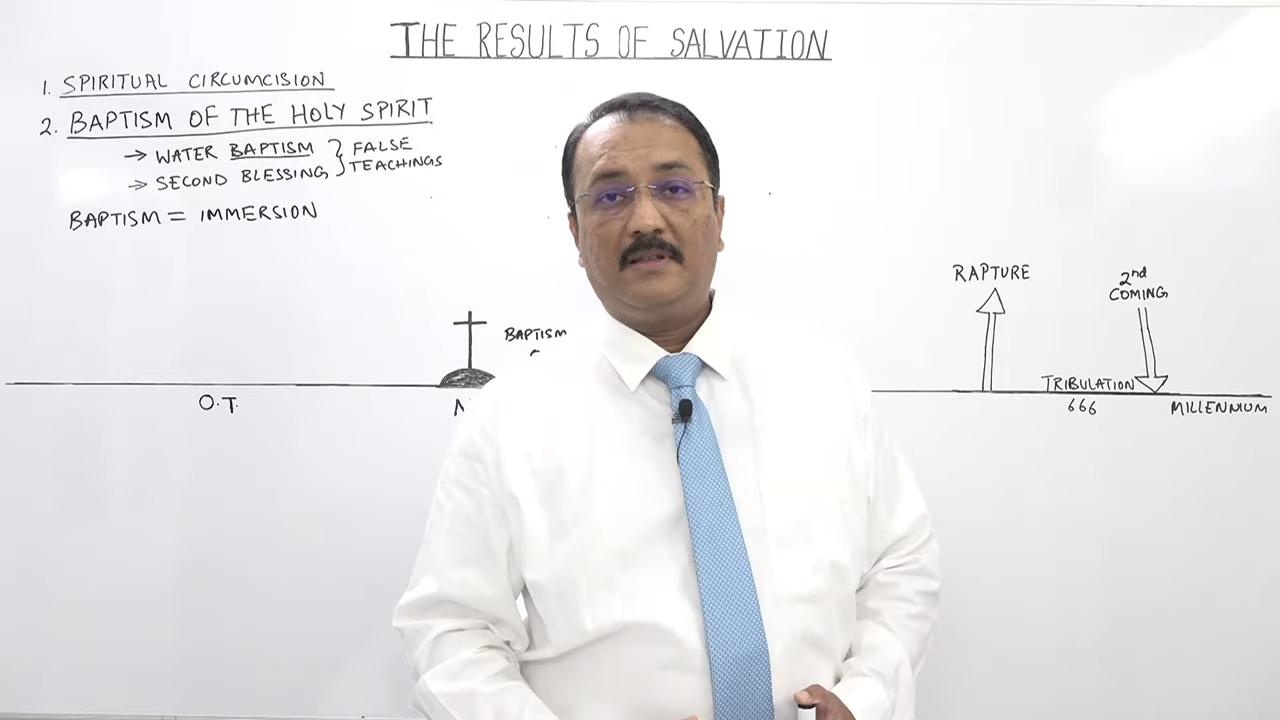 THE RESULTS OF SALVATION
1. SPIRITUAL CIRCUMCISION
2. BAPTISM OF THE HOLY SPIRIT
→ WATER BAPTISM } FALSE
→ SECOND BLESSING } TEACHINGS
BAPTISM = IMMERSION
RAPTURE
2nd
COMING
BAPTISM
TRIBULATION
O.T.
666
MILLENNIUM